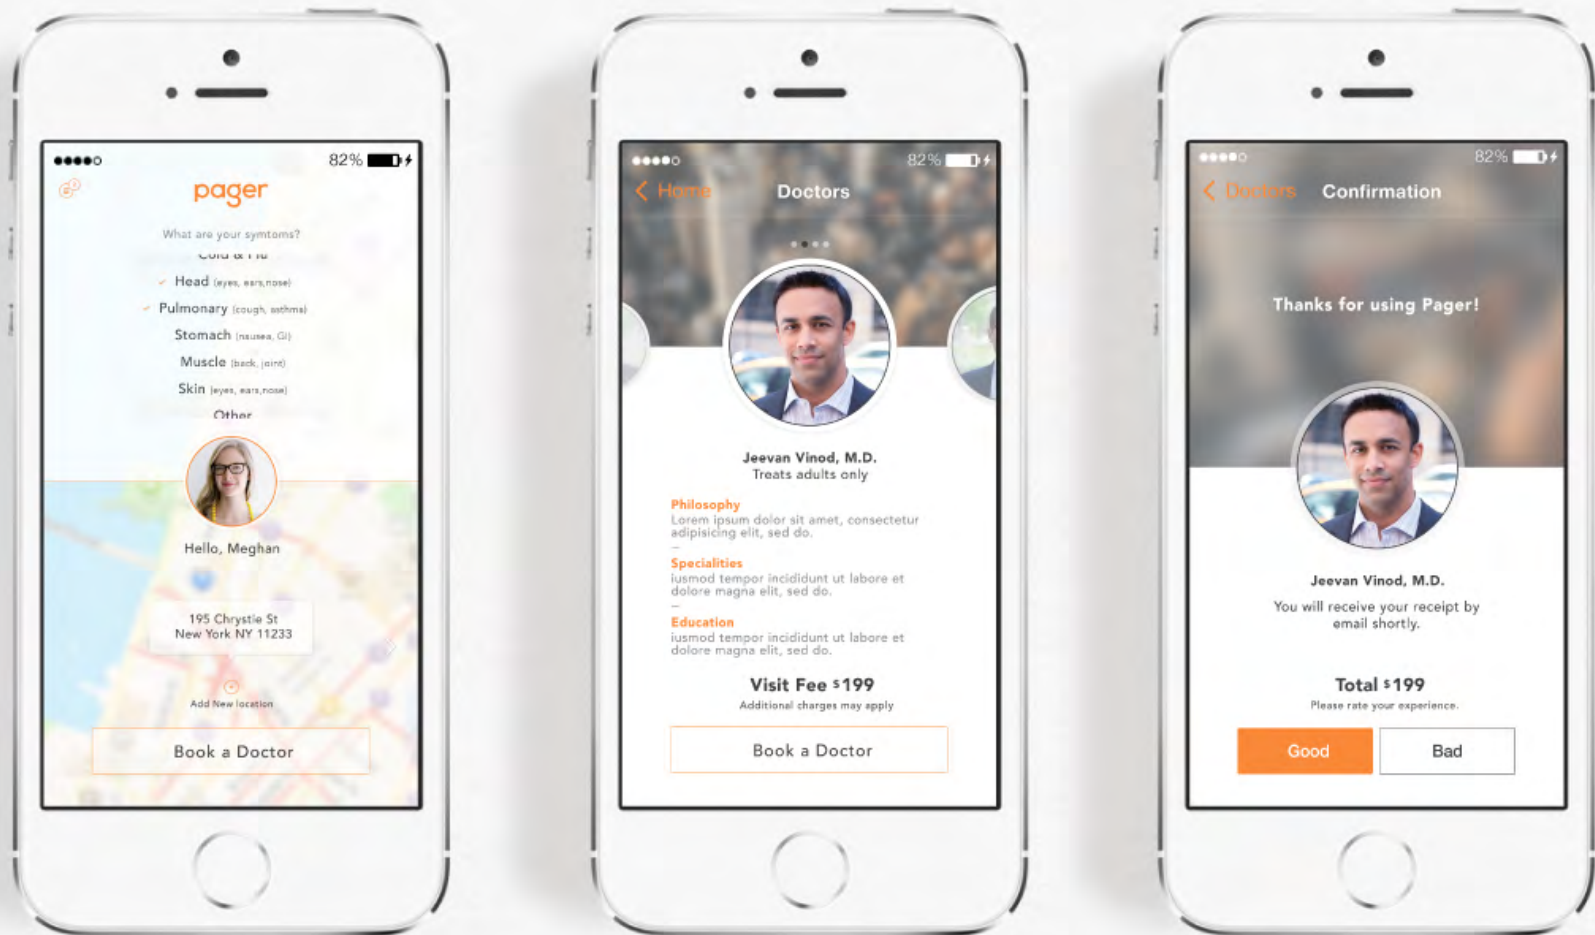 82%
pager
What are your symtoms?
Cold & Flu
Head (eyes, ears,nose)
Pulmonary (cough, asthma)
Stomach (nausea, GI)
Muscle (back, joint)
Skin (eyes, ears,nose)
Other
Hello, Meghan
195 Chrystie St
New York NY 11233
Add New location
Book a Doctor
82%
Home
Doctors
Jeevan Vinod, M.D.
Treats adults only
Philosophy
Lorem ipsum dolor sit amet, consectetur
adipisicing elit, sed do.
—
Specialities
iusmod tempor incididunt ut labore et
dolore magna elit, sed do.
—
Education
iusmod tempor incididunt ut labore et
dolore magna elit, sed do.
Visit Fee $199
Additional charges may apply
Book a Doctor
82%
Doctors
Confirmation
Thanks for using Pager!
Jeevan Vinod, M.D.
You will receive your receipt by
email shortly.
Total $199
Please rate your experience.
Good
Bad